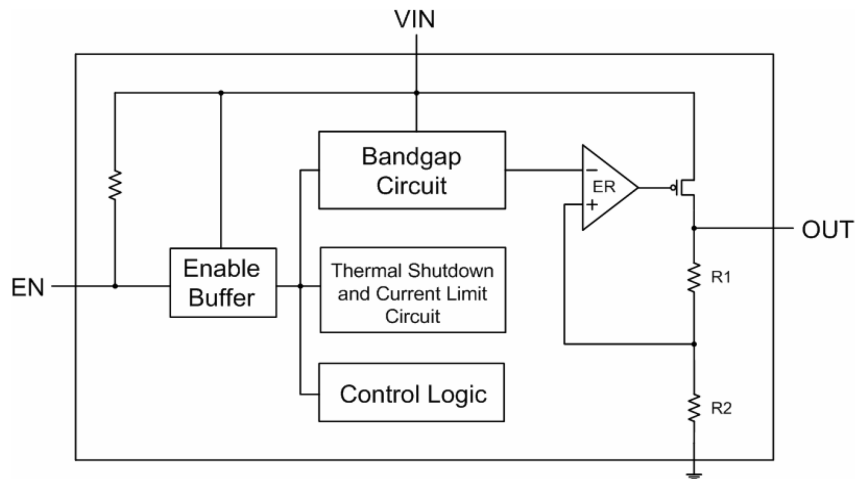 VIN
Bandgap
Circuit
−
ER
+
OUT
Enable
Buffer
EN
Thermal Shutdown
and Current Limit
Circuit
R1
Control Logic
R2